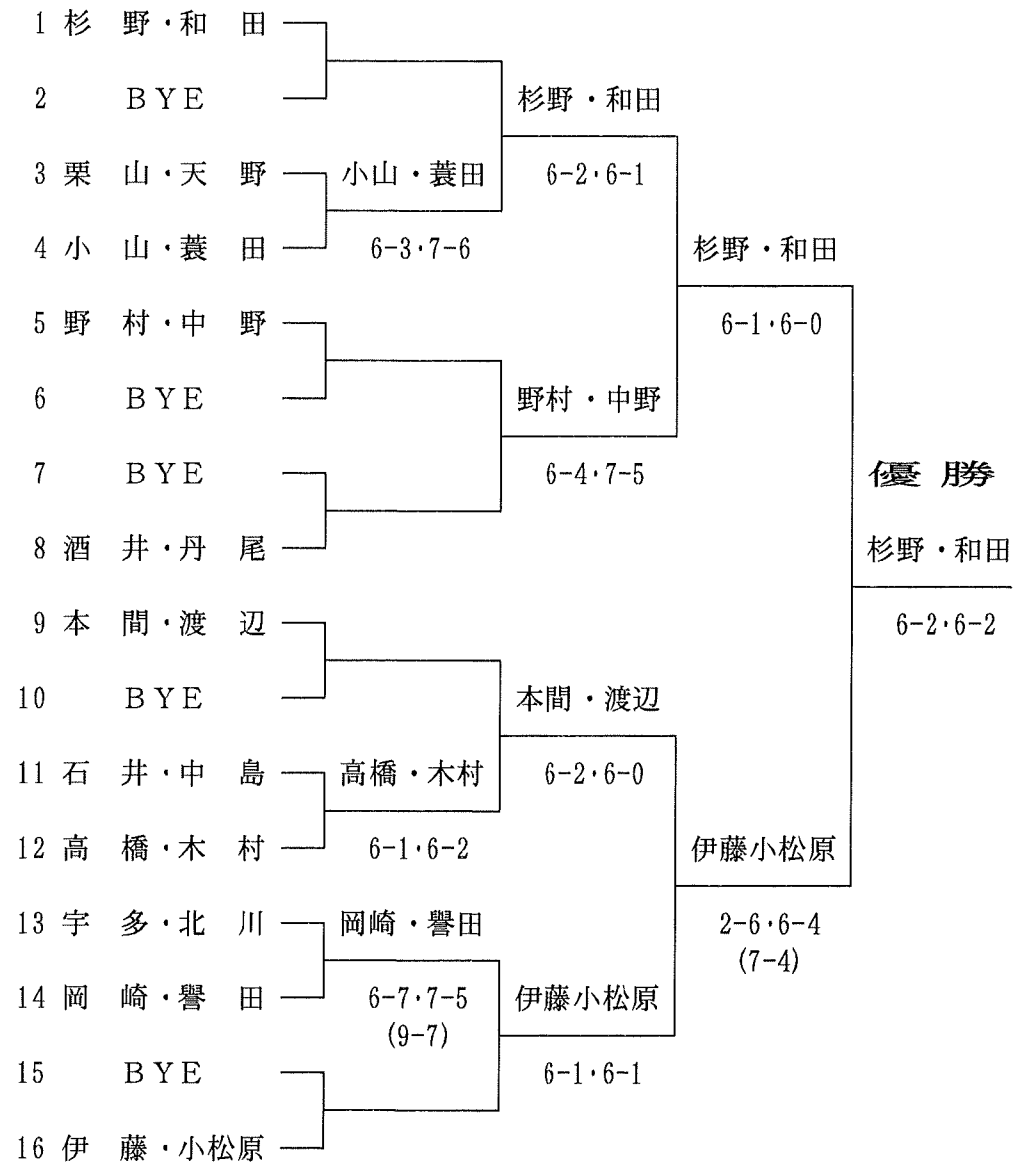 1 杉 野・和 田
2 BYE
3 栗 山・天 野
4 小 山・蓑 田
5 野 村・中 野
6 BYE
7 BYE
8 酒 井・丹 尾
9 本 間・渡 辺
10 BYE
11 石 井・中 島
12 高 橋・木 村
13 宇 多・北 川
14 岡 崎・譽 田
15 BYE
16 伊 藤・小松原
小山・蓑田
6-3・7-6
高橋・木村
6-1・6-2
岡崎・譽田
6-7・7-5
(9-7)
杉野・和田
6-2・6-1
野村・中野
6-4・7-5
本間・渡辺
6-2・6-0
伊藤小松原
6-1・6-1
杉野・和田
6-1・6-0
伊藤小松原
2-6・6-4
(7-4)
優 勝
杉野・和田
6-2・6-2